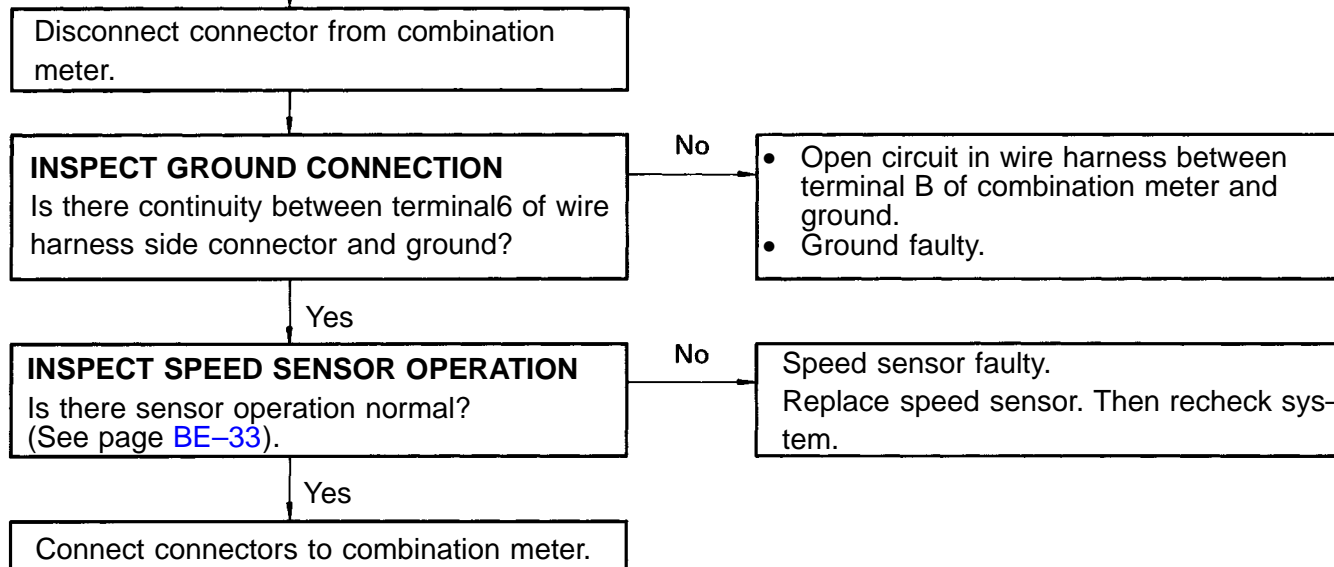 Disconnect connector from combination
meter.
INSPECT GROUND CONNECTION
Is there continuity between terminal6 of wire
harness side connector and ground?
No
• Open circuit in wire harness between
terminal B of combination meter and
ground.
• Ground faulty.
Yes
INSPECT SPEED SENSOR OPERATION
Is there sensor operation normal?
(See page BE–33).
No
Speed sensor faulty.
Replace speed sensor. Then recheck sys–
tem.
Yes
Connect connectors to combination meter.